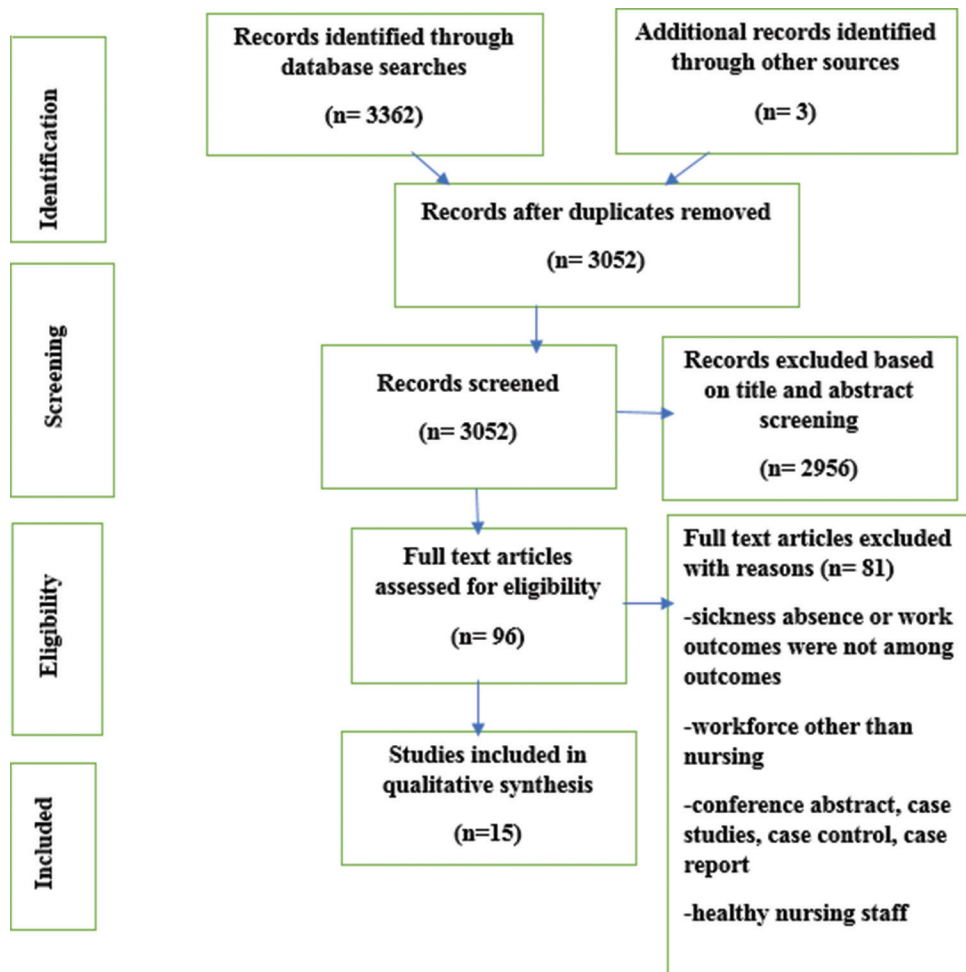 Identification
Records identified through
database searches
(n= 3362)
Additional records identified
through other sources
(n= 3)
Records after duplicates removed
(n= 3052)
Screening
Records screened
(n= 3052)
Records excluded based
on title and abstract
screening
(n= 2956)
Eligibility
Full text articles
assessed for eligibility
(n= 96)
Full text articles excluded
with reasons (n= 81)
-sickness absence or work
outcomes were not among
outcomes
-workforce other than
nursing
-conference abstract, case
studies, case control, case
report
-healthy nursing staff
Included
Studies included in
qualitative synthesis
(n=15)